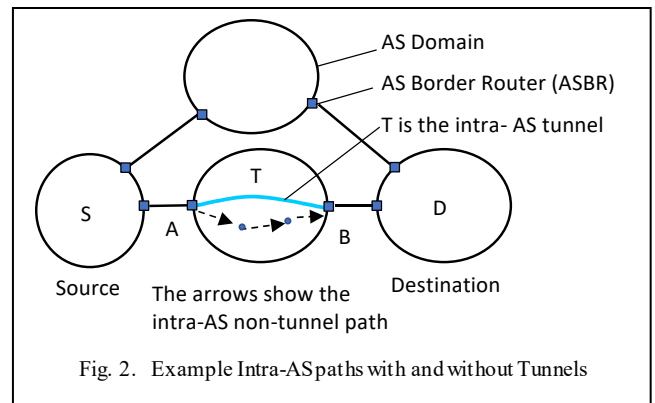 AS Domain
AS Border Router (ASBR)
T is the intra- AS tunnel
T
S
D
A
B
Source
Destination
The arrows show the
intra-AS non-tunnel path
Fig. 2. Example Intra-AS paths with and without Tunnels